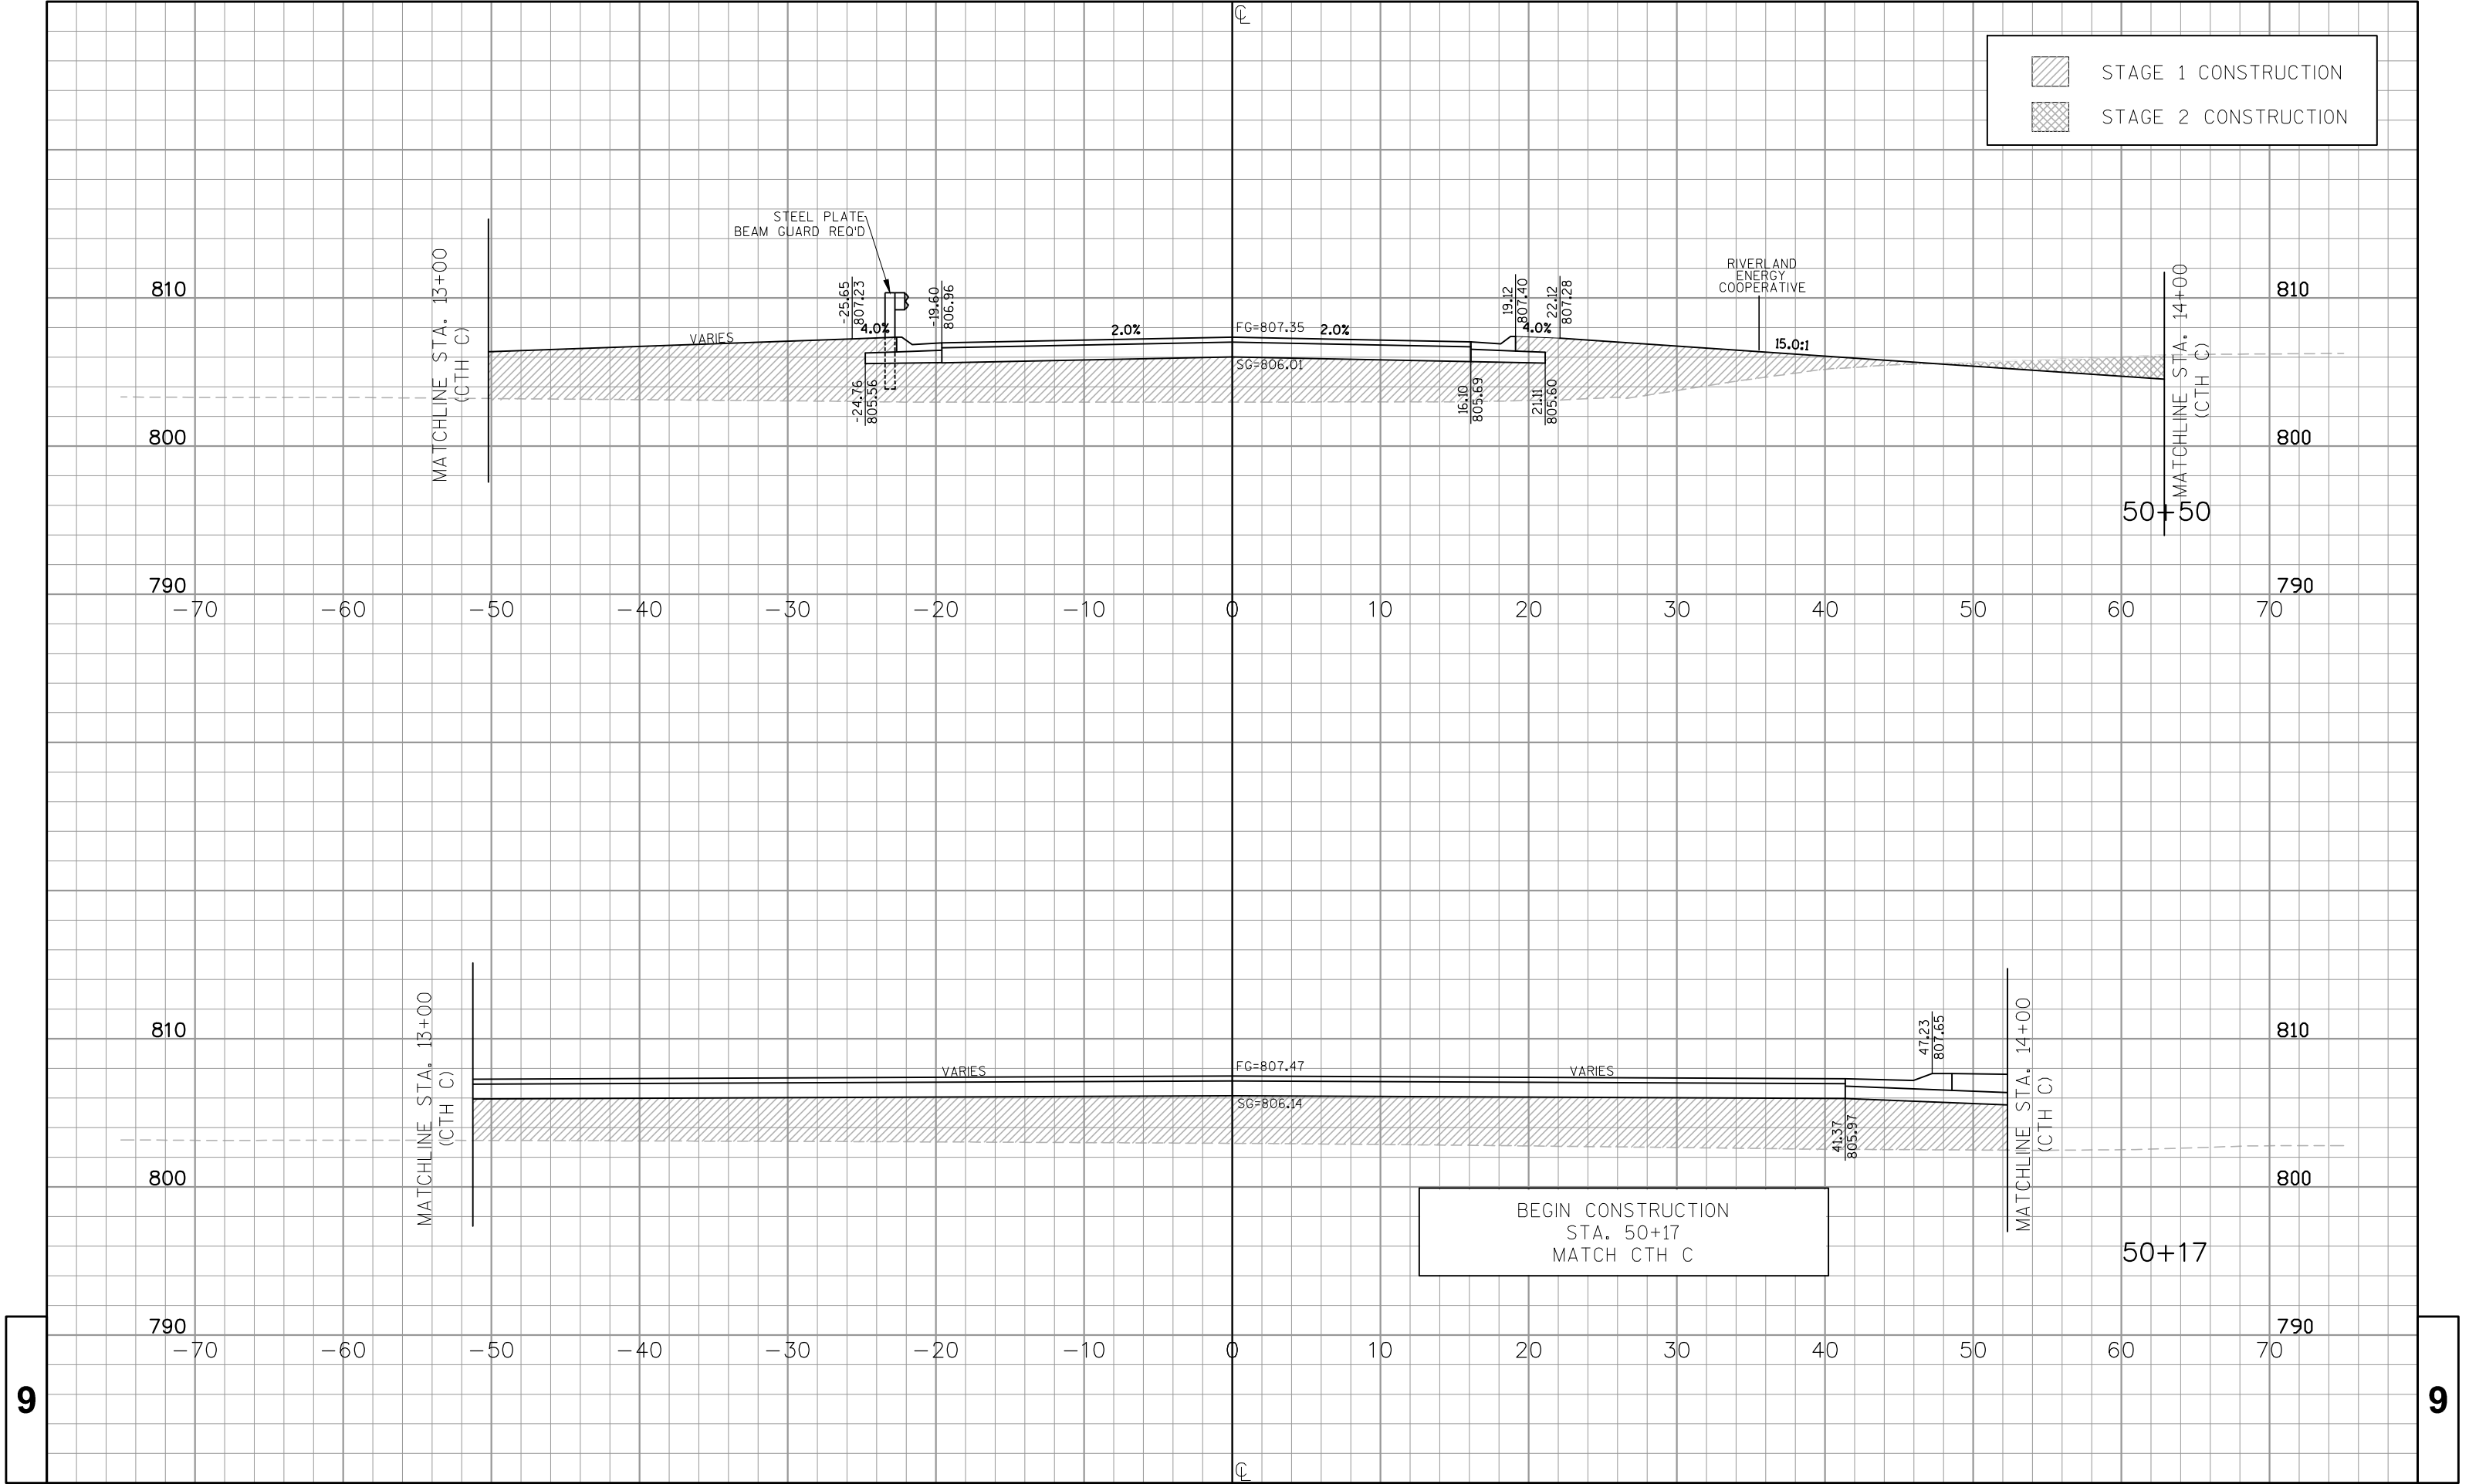 CL
STAGE 1 CONSTRUCTION
STAGE 2 CONSTRUCTION
STEEL PLATE
BEAM GUARD REQ'D
RIVERLAND
ENERGY
COOPERATIVE
MATCHLINE STA. 13+00
(CTH C)
MATCHLINE STA. 14+00
(CTH C)
810
810
-25.65
807.23
-19.60
806.96
19.12
807.40
22.12
807.28
VARIES
4.0%
2.0%
FG=807.35
2.0%
4.0%
15.0:1
SG=806.01
-24.76
805.56
16.10
805.69
21.11
805.60
800
800
50+50
790
790
-70
-60
-50
-40
-30
-20
-10
0
10
20
30
40
50
60
70
MATCHLINE STA. 13+00
(CTH C)
MATCHLINE STA. 14+00
(CTH C)
810
810
47.23
807.65
VARIES
FG=807.47
VARIES
SG=806.14
41.37
805.97
800
800
BEGIN CONSTRUCTION
STA. 50+17
MATCH CTH C
50+17
790
790
-70
-60
-50
-40
-30
-20
-10
0
10
20
30
40
50
60
70
9
9
CL